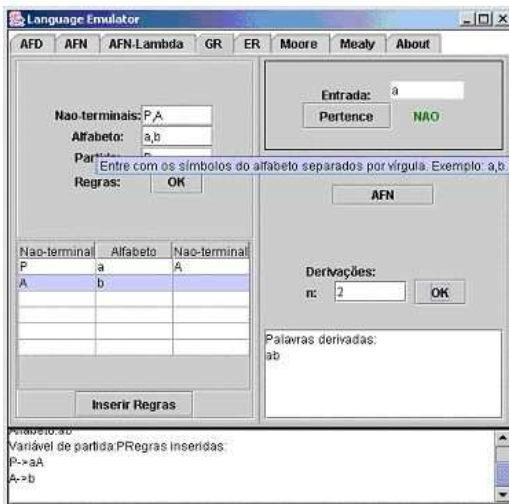 Language Emulator
AFD AFN AFN-Lambda GR ER Moore Mealy About
Nao-terminais: P,A
Alfabeto: a,b
Entre com os símbolos do alfabeto separados por vírgula. Exemplo: a,b.
Regras: OK
Nao-terminal Alfabeto Nao-terminal
P a A
A b
Inserir Regras
Entrada: a
Pertence NAO
AFN
Derivações:
n: 2 OK
Palavras derivadas:
ab
Alfabeto:ab
Variável de partida:PRegras inseridas:
P->aA
A->b